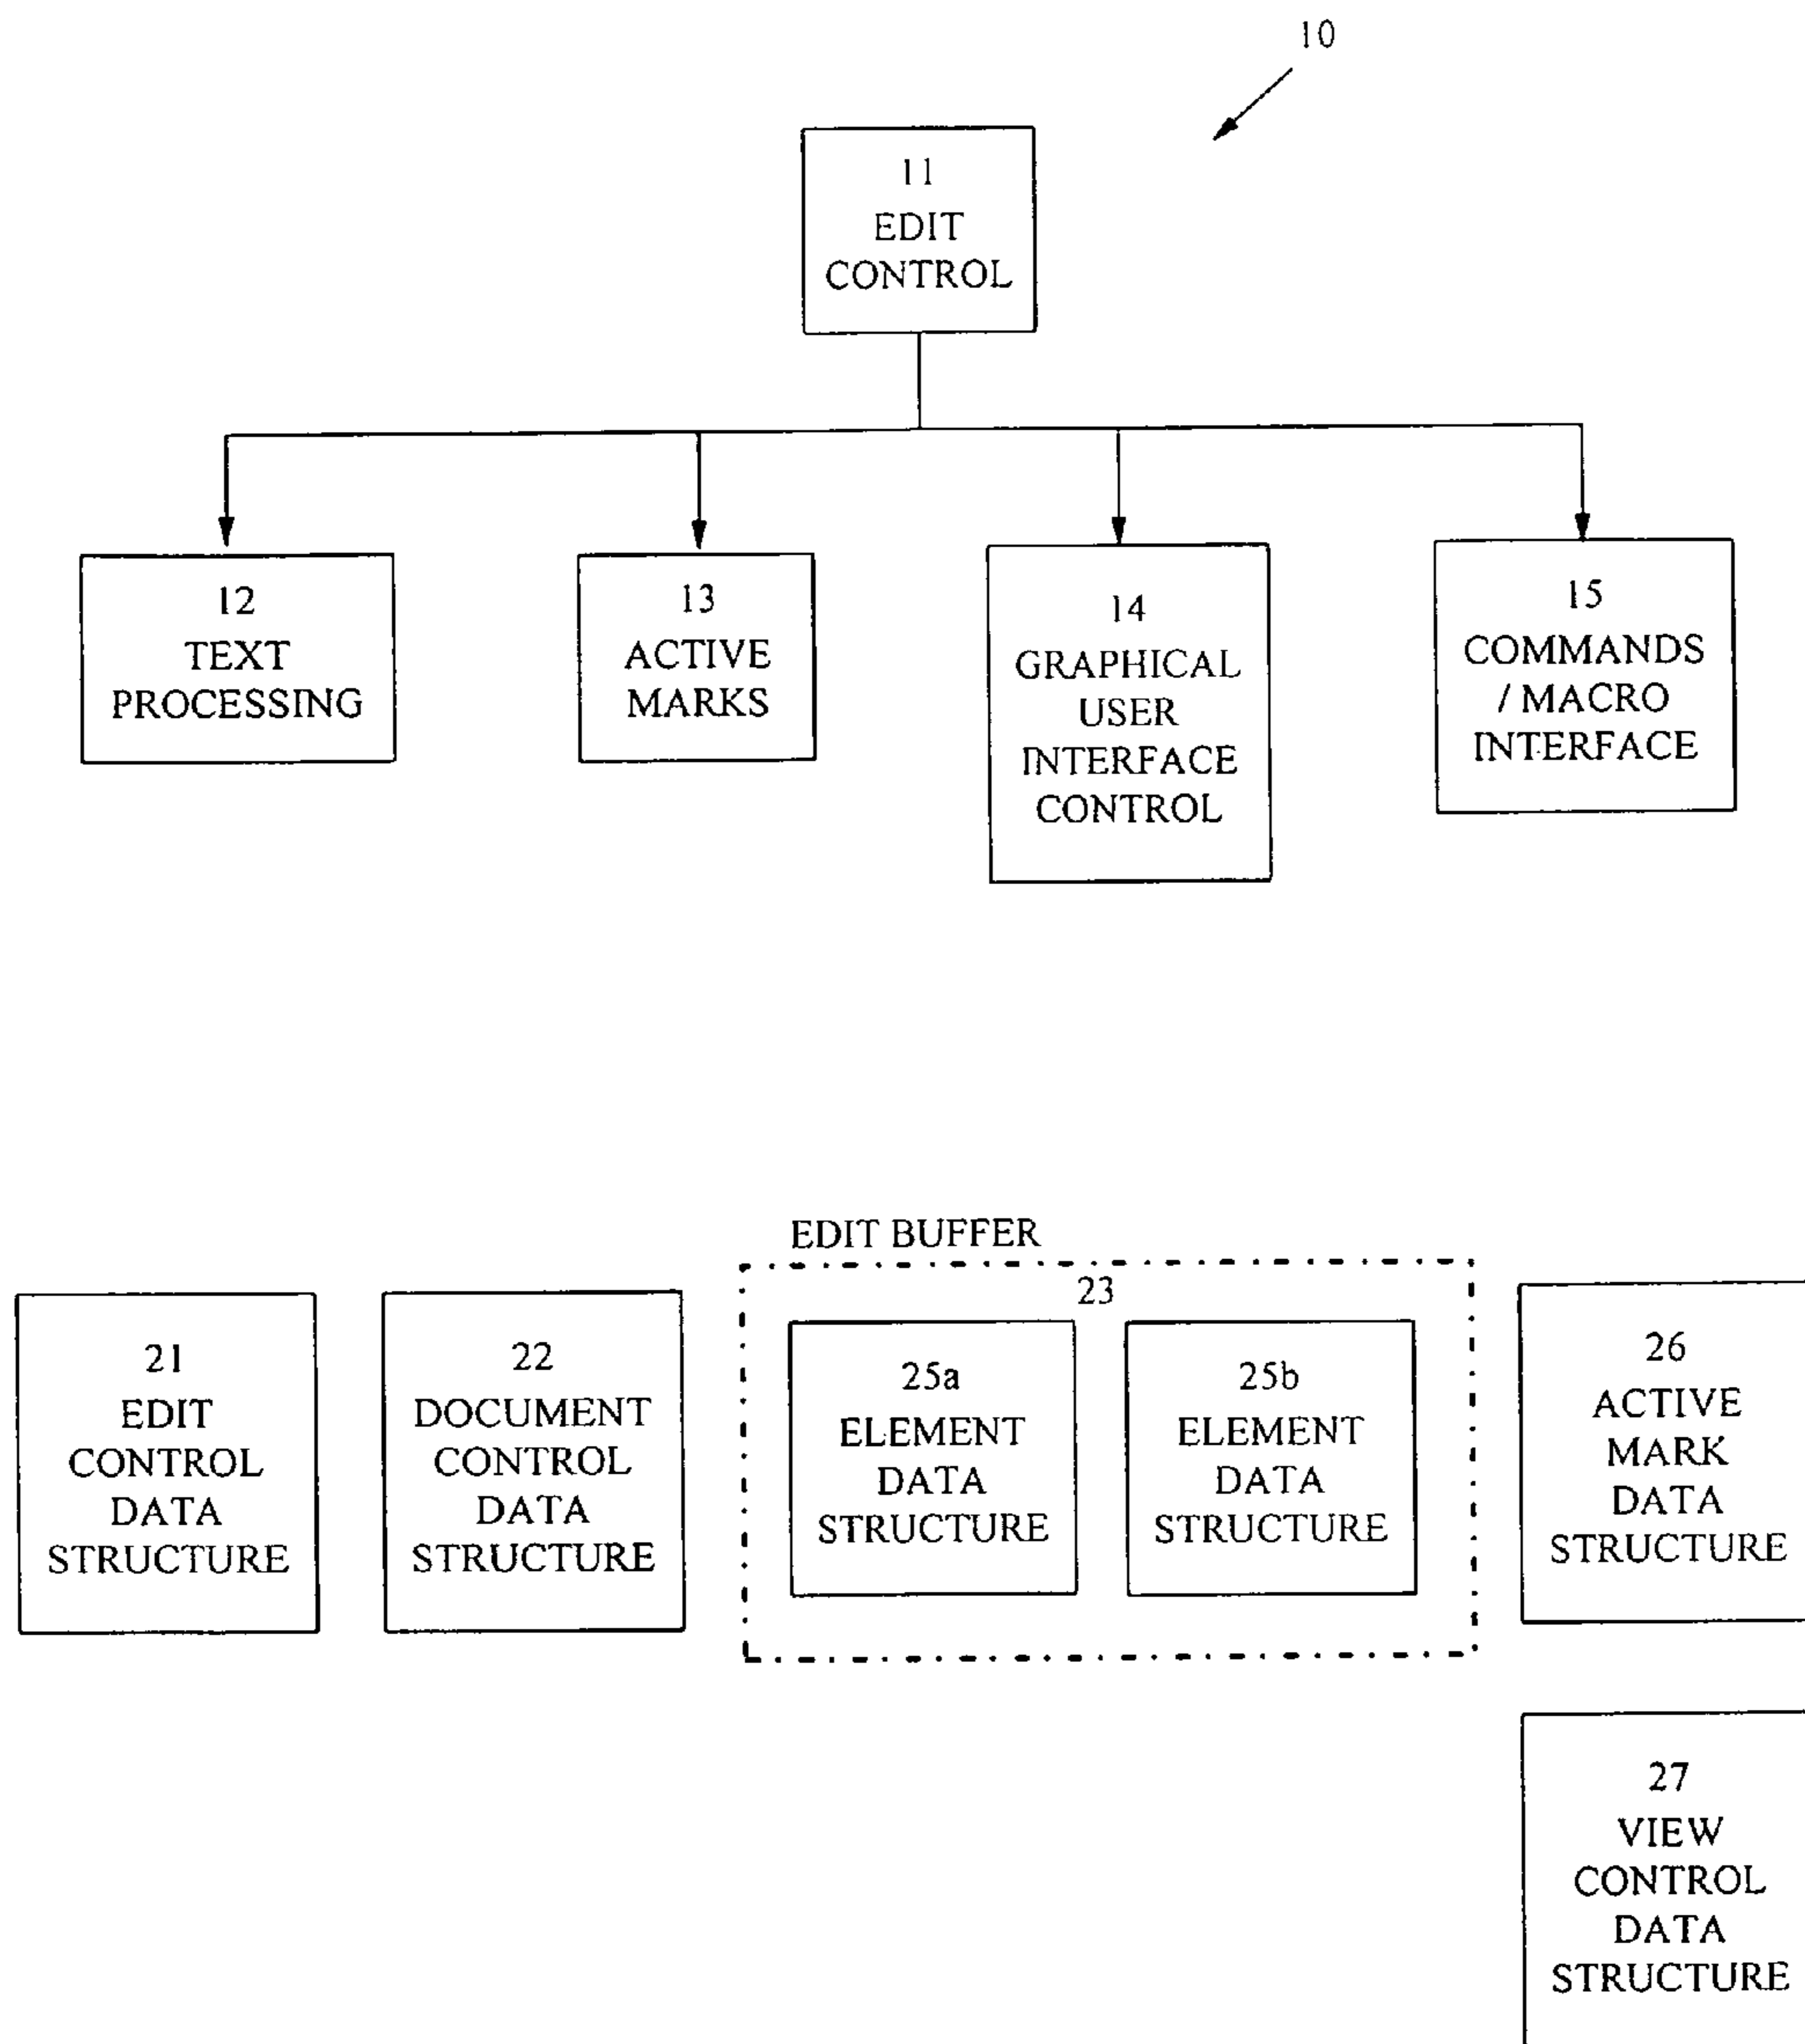 10
11
EDIT
CONTROL
12
TEXT
PROCESSING
13
ACTIVE
MARKS
14
GRAPHICAL
USER
INTERFACE
CONTROL
15
COMMANDS
/ MACRO
INTERFACE
EDIT BUFFER
23
21
EDIT
CONTROL
DATA
STRUCTURE
22
DOCUMENT
CONTROL
DATA
STRUCTURE
25a
ELEMENT
DATA
STRUCTURE
25b
ELEMENT
DATA
STRUCTURE
26
ACTIVE
MARK
DATA
STRUCTURE
27
VIEW
CONTROL
DATA
STRUCTURE